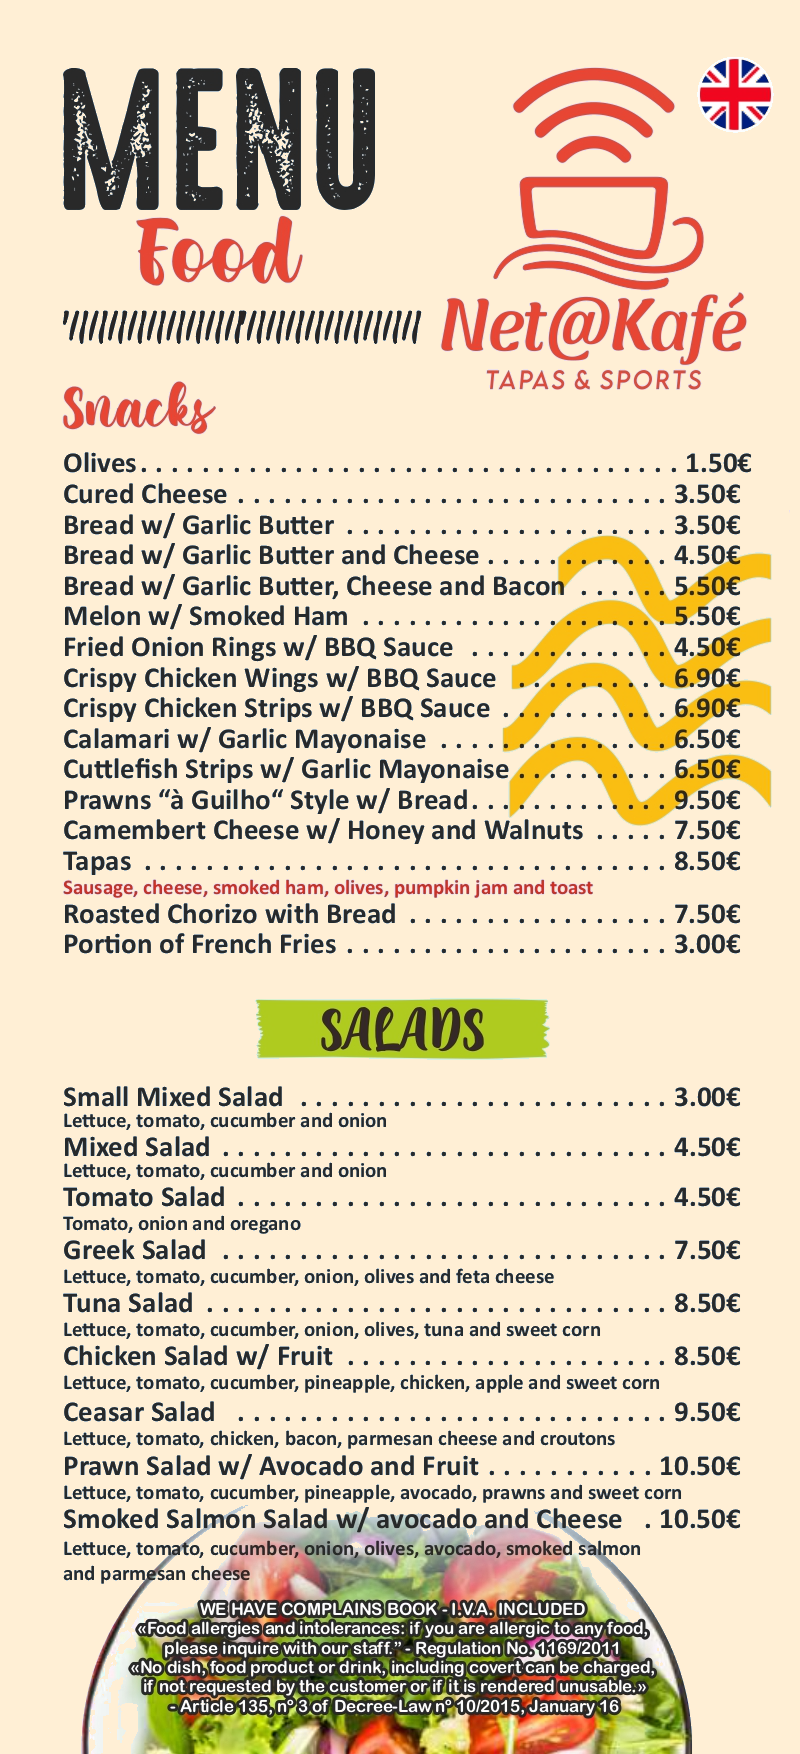 MENU
Food
Net@Kafé
TAPAS & SPORTS
Snacks
Olives . . . . . . . . . . . . . . . . . . . . . . . . . . . . . . . . . . . . 1.50€
Cured Cheese . . . . . . . . . . . . . . . . . . . . . . . . . . . . . 3.50€
Bread w/ Garlic Butter . . . . . . . . . . . . . . . . . . . . . . 3.50€
Bread w/ Garlic Butter and Cheese . . . . . . . . . . . . 4.50€
Bread w/ Garlic Butter, Cheese and Bacon . . . . . . 5.50€
Melon w/ Smoked Ham . . . . . . . . . . . . . . . . . . . . . 5.50€
Fried Onion Rings w/ BBQ Sauce . . . . . . . . . . . . . 4.50€
Crispy Chicken Wings w/ BBQ Sauce . . . . . . . . . . 6.90€
Crispy Chicken Strips w/ BBQ Sauce . . . . . . . . . . . 6.90€
Calamari w/ Garlic Mayonaise . . . . . . . . . . . . . . . 6.50€
Cuttlefish Strips w/ Garlic Mayonaise . . . . . . . . . . 6.50€
Prawns “à Guilho“ Style w/ Bread . . . . . . . . . . . . . 9.50€
Camembert Cheese w/ Honey and Walnuts . . . . . 7.50€
Tapas . . . . . . . . . . . . . . . . . . . . . . . . . . . . . . . . . . . 8.50€
Sausage, cheese, smoked ham, olives, pumpkin jam and toast
Roasted Chorizo with Bread . . . . . . . . . . . . . . . . . 7.50€
Portion of French Fries . . . . . . . . . . . . . . . . . . . . . . 3.00€
SALADS
Small Mixed Salad . . . . . . . . . . . . . . . . . . . . . . . . . 3.00€
Lettuce, tomato, cucumber and onion
Mixed Salad . . . . . . . . . . . . . . . . . . . . . . . . . . . . . . 4.50€
Lettuce, tomato, cucumber and onion
Tomato Salad . . . . . . . . . . . . . . . . . . . . . . . . . . . . . 4.50€
Tomato, onion and oregano
Greek Salad . . . . . . . . . . . . . . . . . . . . . . . . . . . . . . 7.50€
Lettuce, tomato, cucumber, onion, olives and feta cheese
Tuna Salad . . . . . . . . . . . . . . . . . . . . . . . . . . . . . . . 8.50€
Lettuce, tomato, cucumber, onion, olives, tuna and sweet corn
Chicken Salad w/ Fruit . . . . . . . . . . . . . . . . . . . . . . 8.50€
Lettuce, tomato, cucumber, pineapple, chicken, apple and sweet corn
Ceasar Salad . . . . . . . . . . . . . . . . . . . . . . . . . . . . . 9.50€
Lettuce, tomato, chicken, bacon, parmesan cheese and croutons
Prawn Salad w/ Avocado and Fruit . . . . . . . . . . . 10.50€
Lettuce, tomato, cucumber, pineapple, avocado, prawns and sweet corn
Smoked Salmon Salad w/ avocado and Cheese . 10.50€
Lettuce, tomato, cucumber, onion, olives, avocado, smoked salmon
and parmesan cheese
WE HAVE COMPLAINS BOOK - I.V.A. INCLUDED
«Food allergies and intolerances: if you are allergic to any food,
please inquire with our staff.” - Regulation No. 1169/2011
«No dish, food product or drink, including covert can be charged,
if not requested by the customer or if it is rendered unusable.»
- Article 135, nº 3 of Decree-Law nº 10/2015, January 16